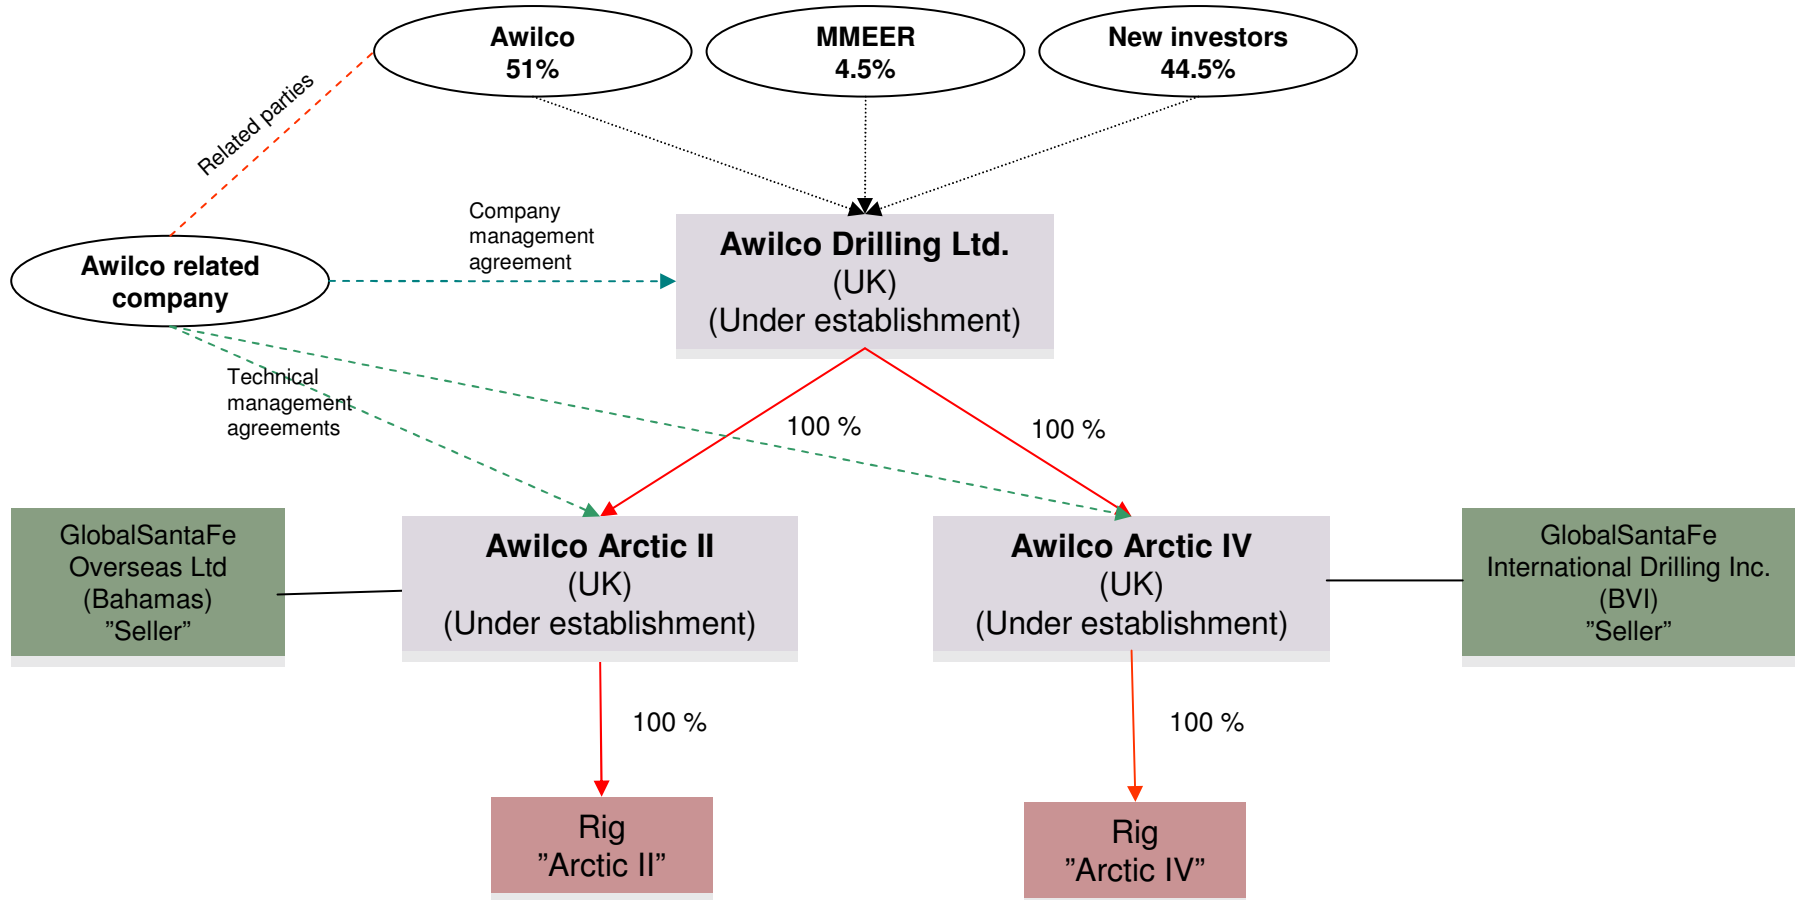 Awilco
51%
MMEER
4.5%
New investors
44.5%
Related parties
Company
management
agreement
Awilco Drilling Ltd.
(UK)
(Under establishment)
Awilco related
company
Technical
management
agreements
100 %
100 %
GlobalSantaFe
Overseas Ltd
(Bahamas)
”Seller”
Awilco Arctic II
(UK)
(Under establishment)
Awilco Arctic IV
(UK)
(Under establishment)
GlobalSantaFe
International Drilling Inc.
(BVI)
”Seller”
100 %
100 %
Rig
”Arctic II”
Rig
”Arctic IV”